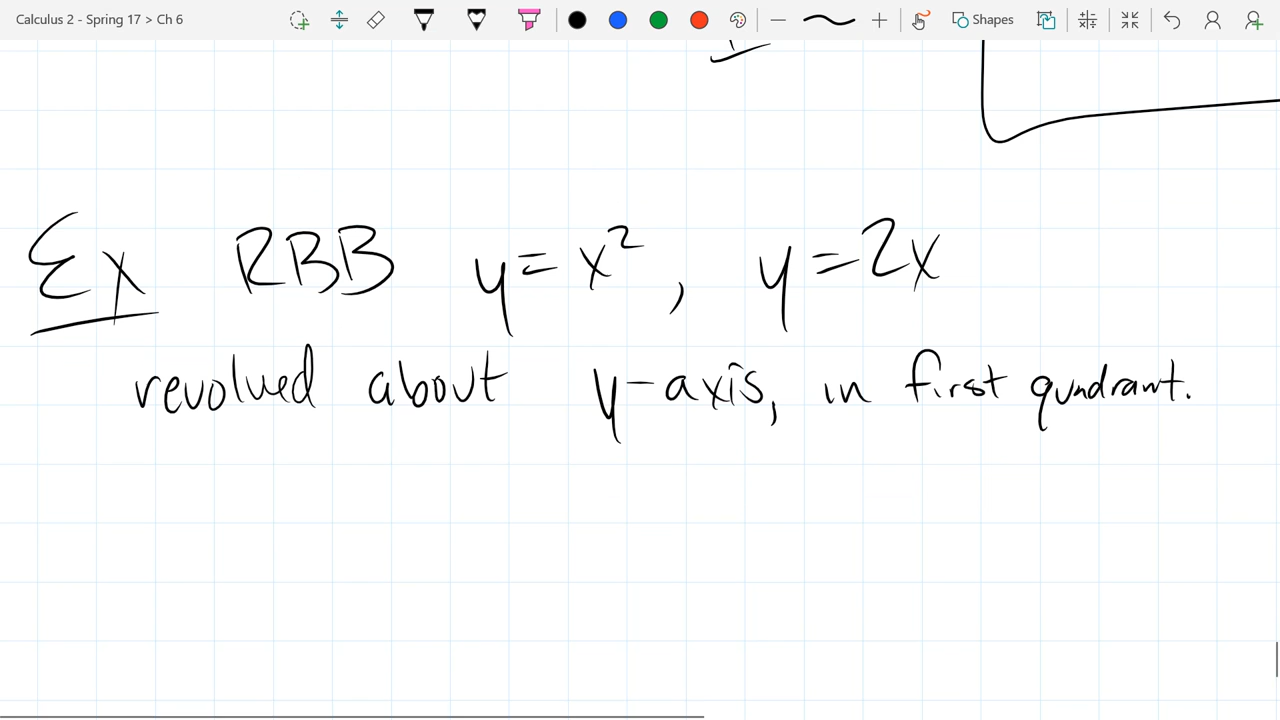 Calculus 2 - Spring 17 > Ch 6
Shapes
Ex RBB y = x², y = 2x
revolved about y-axis, in first quadrant.